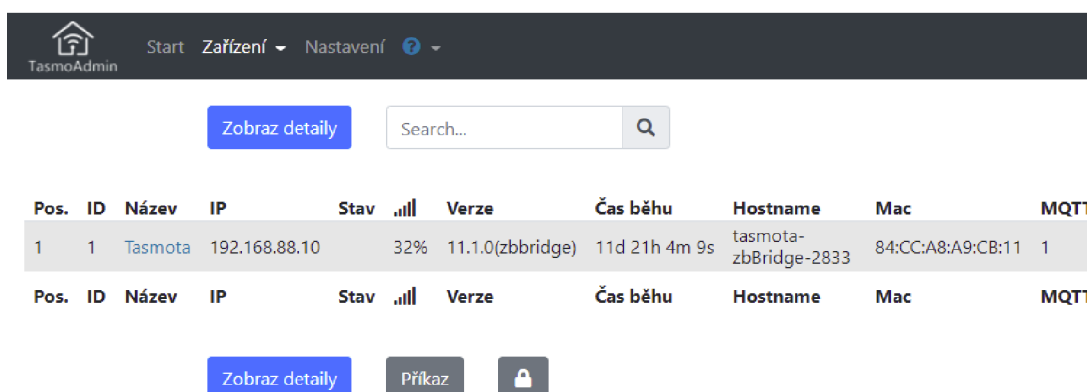 Start Zařízení Nastavení
TasmoAdmin
Zobraz detaily Search...
Pos. ID Název IP Stav Verze Čas běhu Hostname Mac MQTT
1 1 Tasmota 192.168.88.10 32% 11.1.0(zbbridge) 11d 21h 4m 9s tasmota-zbBridge-2833 84:CC:A8:A9:CB:11 1
Pos. ID Název IP Stav Verze Čas běhu Hostname Mac MQTT
Zobraz detaily Příkaz